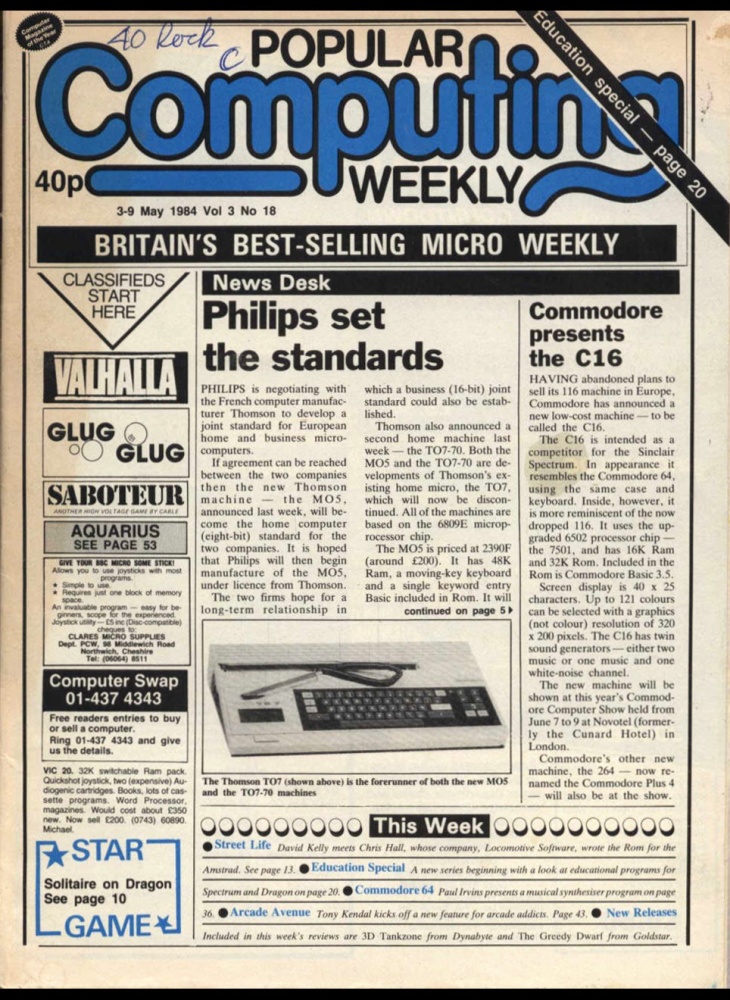 Computer
Magazine
of the Year
40 Rock
C
POPULAR
Computing
WEEKLY
Education special — page 20
40p
3-9 May 1984 Vol 3 No 18
BRITAIN'S BEST-SELLING MICRO WEEKLY
CLASSIFIEDS
START
HERE
VALHALLA
GLUG
GLUG
SABOTEUR
ANOTHER HIGH VOLTAGE GAME BY CABLE
AQUARIUS
SEE PAGE 53
GIVE YOUR BBC MICRO SOME STICK!
Allows you to use joysticks with most
programs.
★ Simple to use.
★ Requires just one block of memory
space.
An invaluable program — easy for be-
ginners, scope for the experienced.
Joystick utility — £5 inc (Disc-compatible)
cheques to:
CLARES MICRO SUPPLIES
Dept. PCW, 98 Middlewich Road
Northwich, Cheshire
Tel: (06064) 8511
Computer Swap
01-437 4343
Free readers entries to buy
or sell a computer.
Ring 01-437 4343 and give
us the details.
VIC 20. 32K switchable Ram pack.
Quickshot joystick, two (expensive) Au-
diogenic cartridges. Books, lots of cas-
sette programs. Word Processor,
magazines. Would cost about £350
new. Now sell £200. (0743) 60890.
Michael.
STAR
Solitaire on Dragon
See page 10
GAME
News Desk
Philips set
the standards
PHILIPS is negotiating with
the French computer manufac-
turer Thomson to develop a
joint standard for European
home and business micro-
computers.
If agreement can be reached
between the two companies
then the new Thomson
machine — the MO5,
announced last week, will be-
come the home computer
(eight-bit) standard for the
two companies. It is hoped
that Philips will then begin
manufacture of the MO5,
under licence from Thomson.
The two firms hope for a
long-term relationship in
which a business (16-bit) joint
standard could also be estab-
lished.
Thomson also announced a
second home machine last
week — the TO7-70. Both the
MO5 and the TO7-70 are de-
velopments of Thomson's ex-
isting home micro, the TO7,
which will now be discon-
tinued. All of the machines are
based on the 6809E microp-
rocessor chip.
The MO5 is priced at 2390F
(around £200). It has 48K
Ram, a moving-key keyboard
and a single keyword entry
Basic included in Rom. It will
continued on page 5
The Thomson TO7 (shown above) is the forerunner of both the new MO5
and the TO7-70 machines
Commodore
presents
the C16
HAVING abandoned plans to
sell its 116 machine in Europe,
Commodore has announced a
new low-cost machine — to be
called the C16.
The C16 is intended as a
competitor for the Sinclair
Spectrum. In appearance it
resembles the Commodore 64,
using the same case and
keyboard. Inside, however, it
is more reminiscent of the now
dropped 116. It uses the up-
graded 6502 processor chip —
the 7501, and has 16K Ram
and 32K Rom. Included in the
Rom is Commodore Basic 3.5.
Screen display is 40 x 25
characters. Up to 121 colours
can be selected with a graphics
(not colour) resolution of 320
x 200 pixels. The C16 has twin
sound generators — either two
music or one music and one
white-noise channel.
The new machine will be
shown at this year's Commod-
ore Computer Show held from
June 7 to 9 at Novotel (former-
ly the Cunard Hotel) in
London.
Commodore's other new
machine, the 264 — now re-
named the Commodore Plus 4
— will also be at the show.
This Week
● Street Life David Kelly meets Chris Hall, whose company, Locomotive Software, wrote the Rom for the
Amstrad. See page 13. ● Education Special A new series beginning with a look at educational programs for
Spectrum and Dragon on page 20. ● Commodore 64 Paul Irvins presents a musical synthesiser program on page
36. ● Arcade Avenue Tony Kendal kicks off a new feature for arcade addicts. Page 43. ● New Releases
Included in this week's reviews are 3D Tankzone from Dynabyte and The Greedy Dwarf from Goldstar.